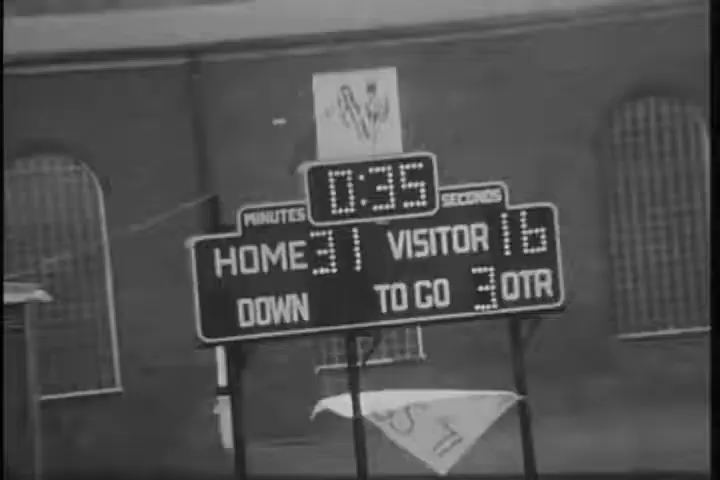 0:35
MINUTES SECONDS
HOME 31 VISITOR 16
DOWN TO GO 3 QTR